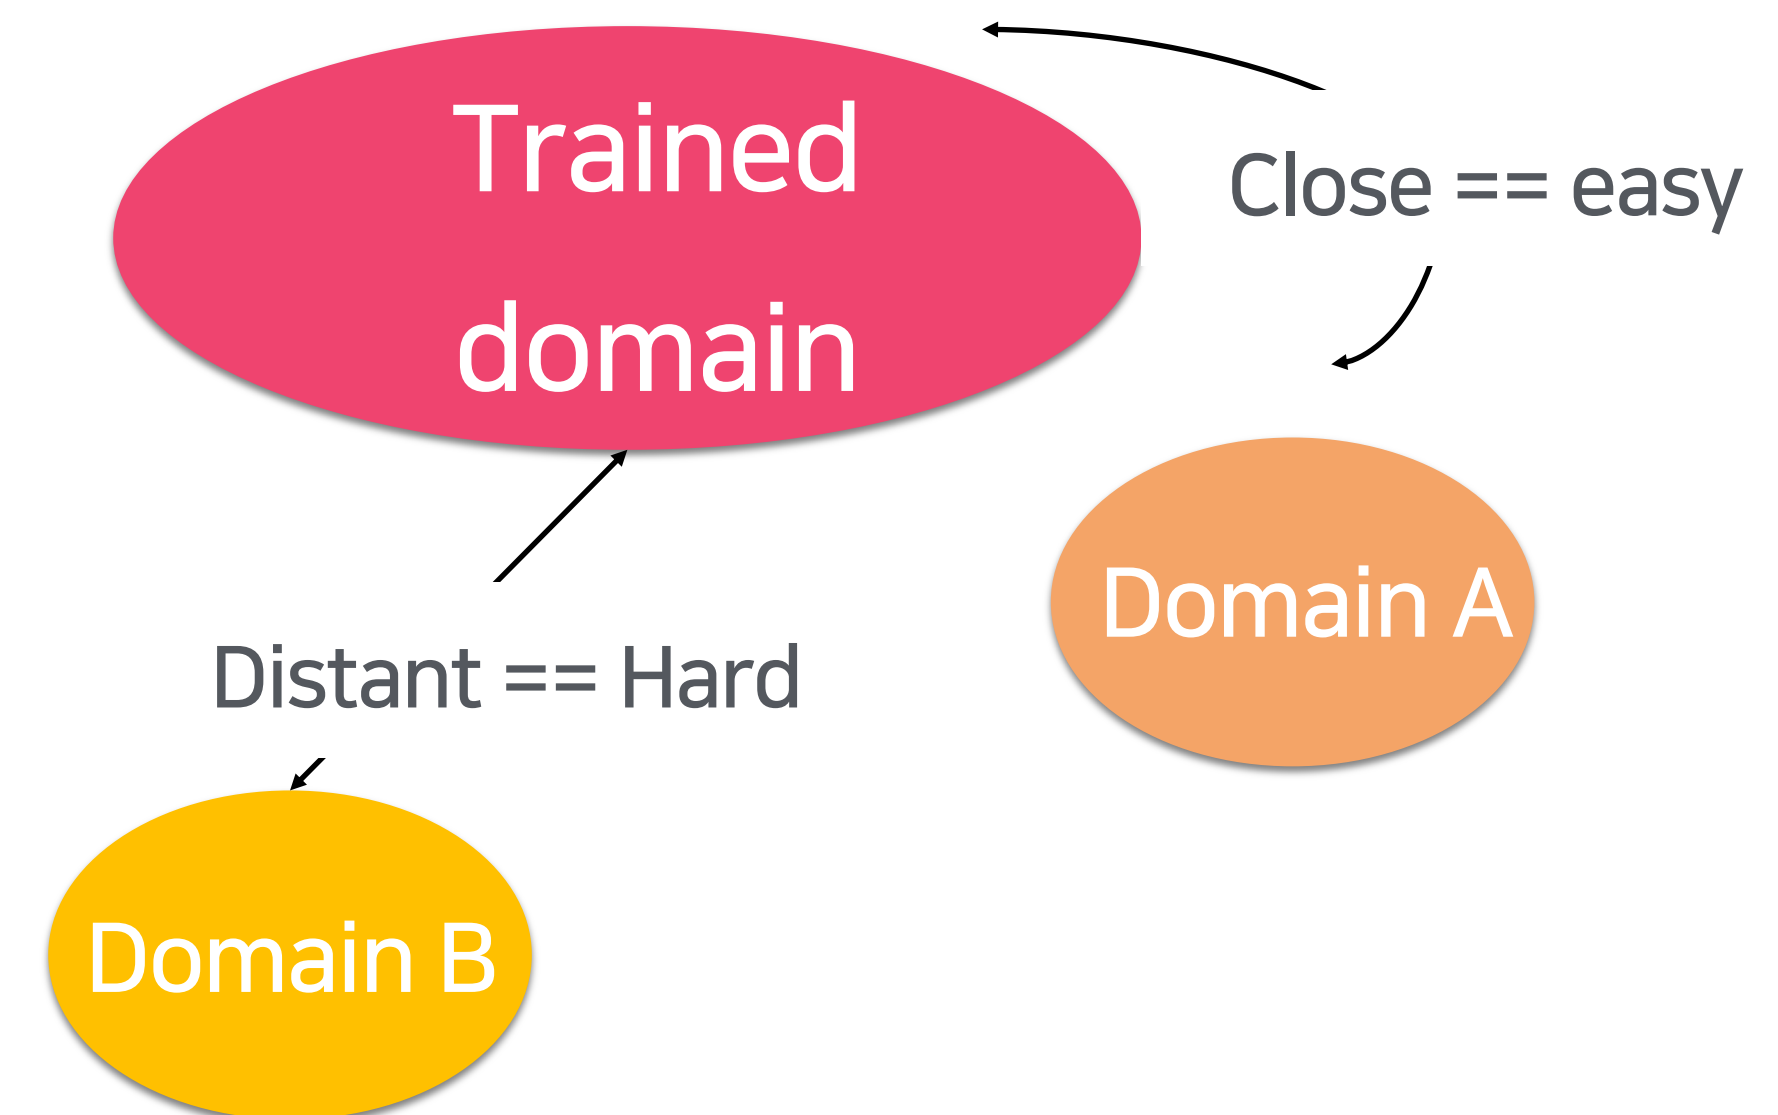 Trained
domain
Close == easy
Domain A
Distant == Hard
Domain B